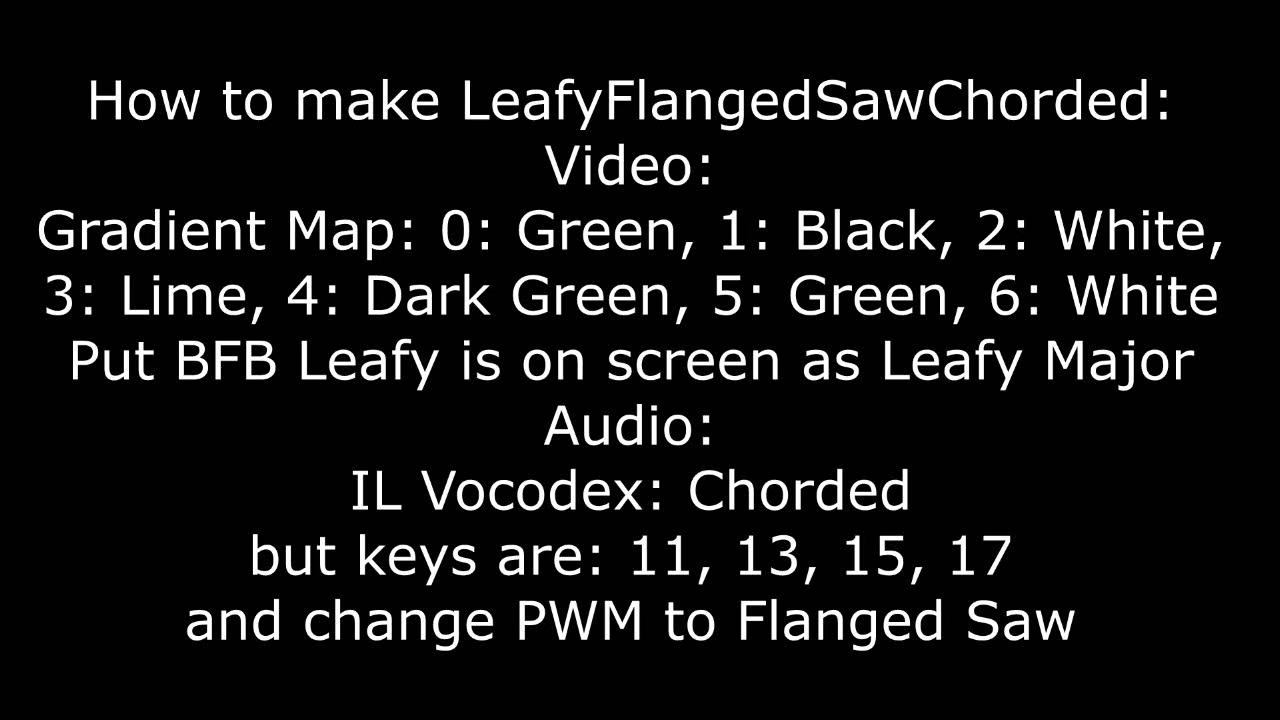 How to make LeafyFlangedSawChorded:
Video:
Gradient Map: 0: Green, 1: Black, 2: White,
3: Lime, 4: Dark Green, 5: Green, 6: White
Put BFB Leafy is on screen as Leafy Major
Audio:
IL Vocodex: Chorded
but keys are: 11, 13, 15, 17
and change PWM to Flanged Saw